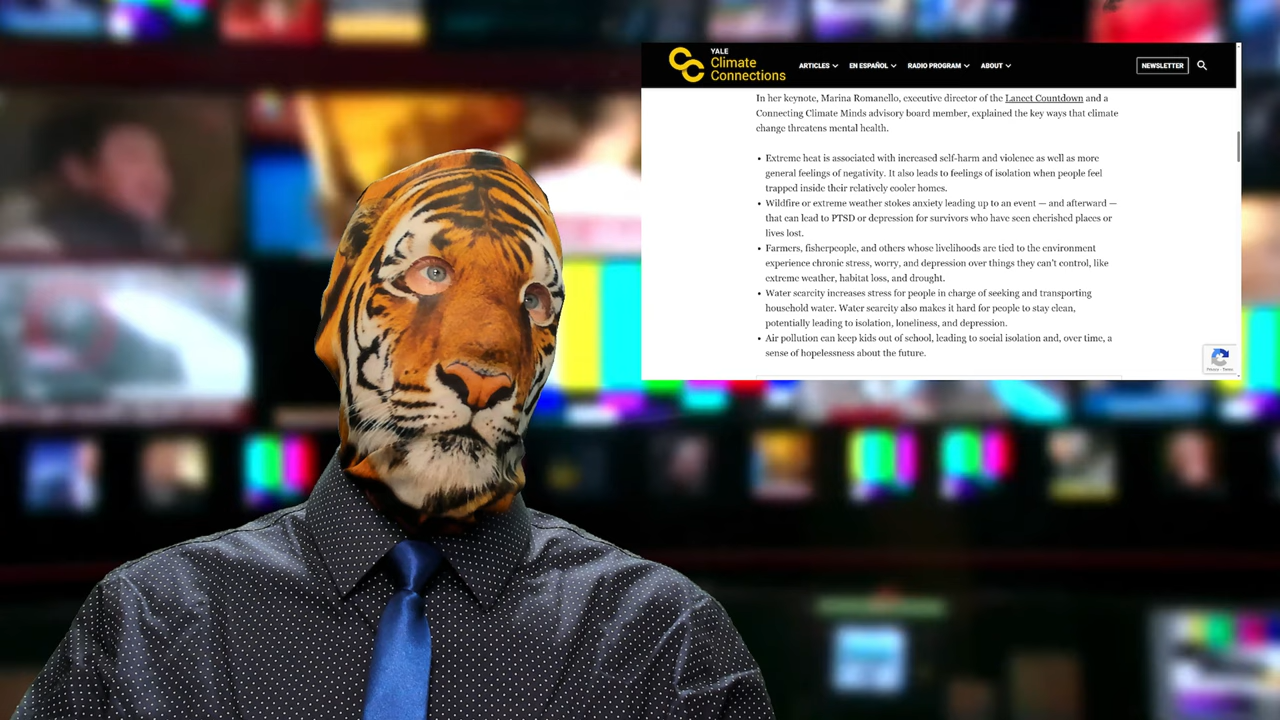 YALE
Climate
Connections
ARTICLES
EN ESPAÑOL
RADIO PROGRAM
ABOUT
NEWSLETTER
In her keynote, Marina Romanello, executive director of the Lancet Countdown and a
Connecting Climate Minds advisory board member, explained the key ways that climate
change threatens mental health.
• Extreme heat is associated with increased self-harm and violence as well as more
general feelings of negativity. It also leads to feelings of isolation when people feel
trapped inside their relatively cooler homes.
• Wildfire or extreme weather stokes anxiety leading up to an event — and afterward —
that can lead to PTSD or depression for survivors who have seen cherished places or
lives lost.
• Farmers, fisherpeople, and others whose livelihoods are tied to the environment
experience chronic stress, worry, and depression over things they can't control, like
extreme weather, habitat loss, and drought.
• Water scarcity increases stress for people in charge of seeking and transporting
household water. Water scarcity also makes it hard for people to stay clean,
potentially leading to isolation, loneliness, and depression.
• Air pollution can keep kids out of school, leading to social isolation and, over time, a
sense of hopelessness about the future.
Privacy - Terms